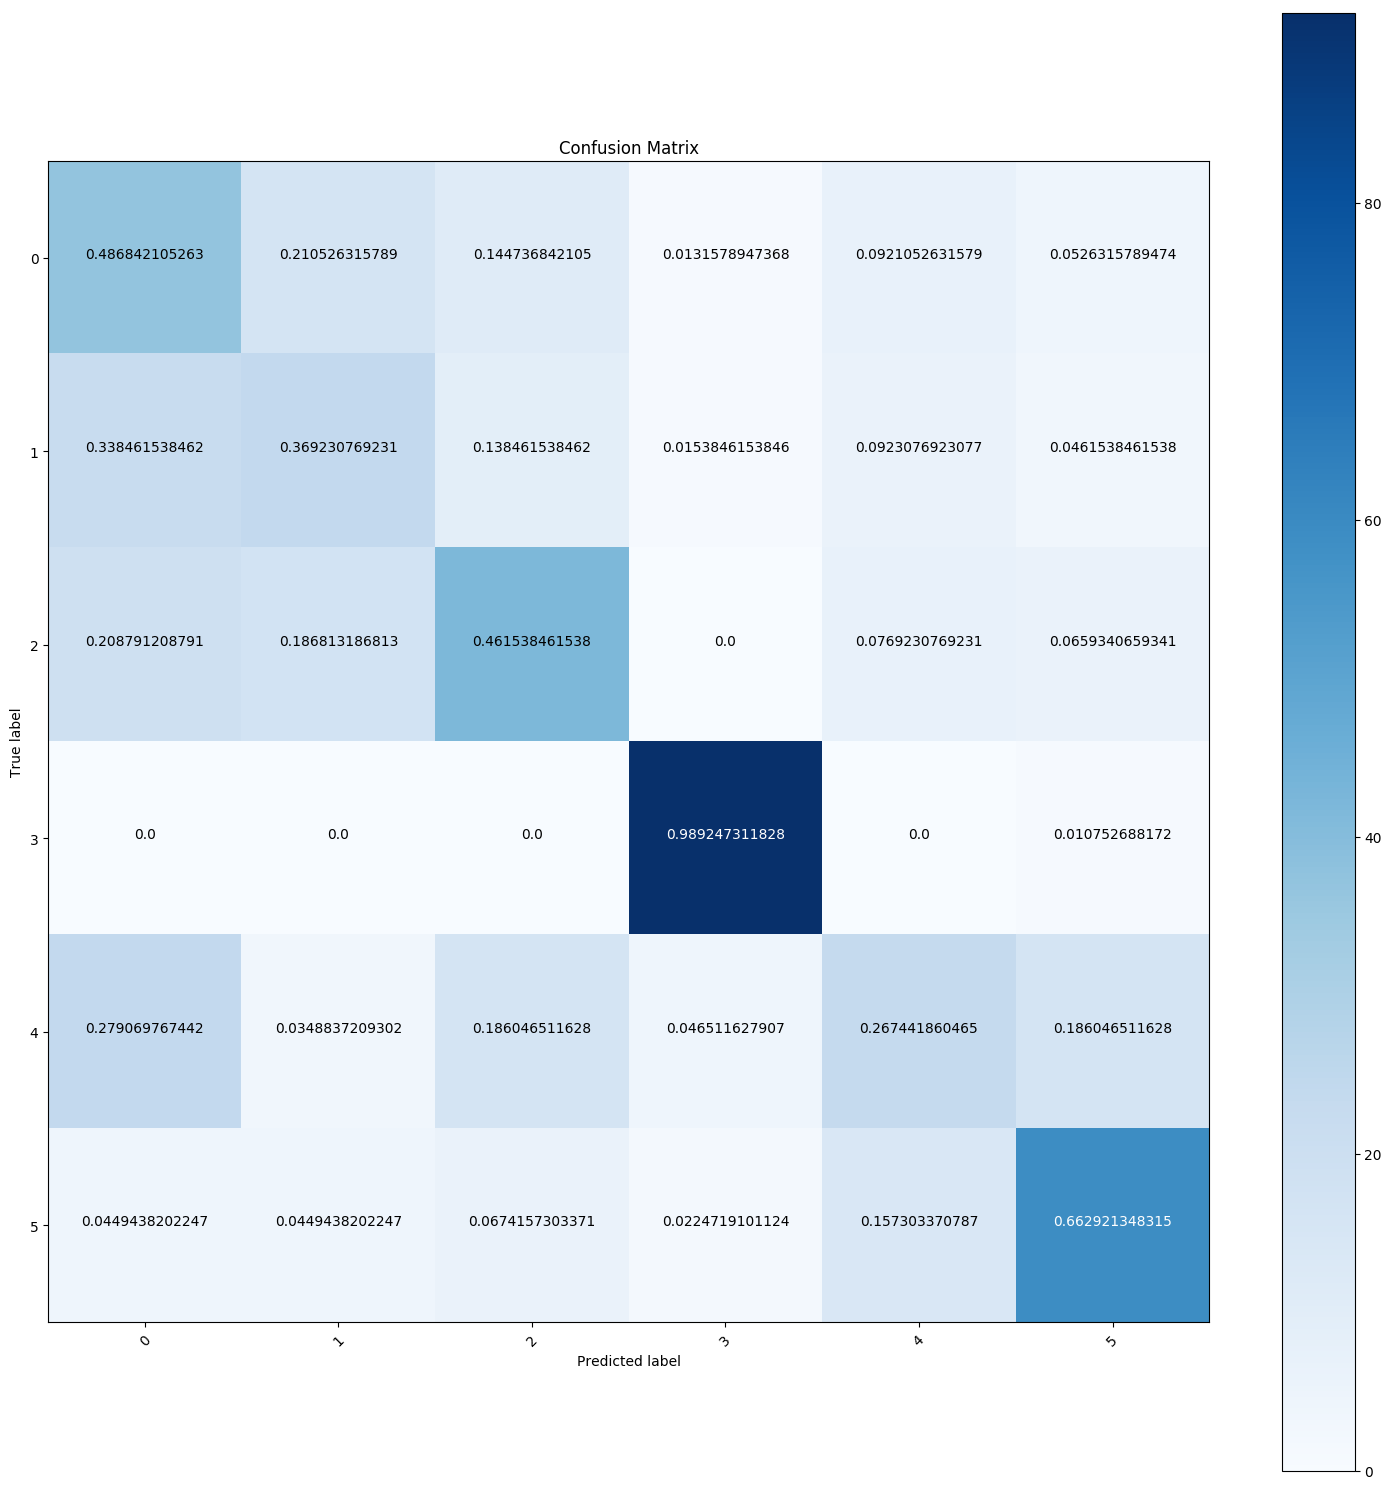 Confusion Matrix
0 0.486842105263 0.210526315789 0.144736842105 0.0131578947368 0.0921052631579 0.0526315789474
1 0.338461538462 0.369230769231 0.138461538462 0.0153846153846 0.0923076923077 0.0461538461538
2 0.208791208791 0.186813186813 0.461538461538 0.0 0.0769230769231 0.0659340659341
3 0.0 0.0 0.0 0.989247311828 0.0 0.010752688172
4 0.279069767442 0.0348837209302 0.186046511628 0.046511627907 0.267441860465 0.186046511628
5 0.0449438202247 0.0449438202247 0.0674157303371 0.0224719101124 0.157303370787 0.662921348315
0 1 2 3 4 5
Predicted label
True label
80
60
40
20
0